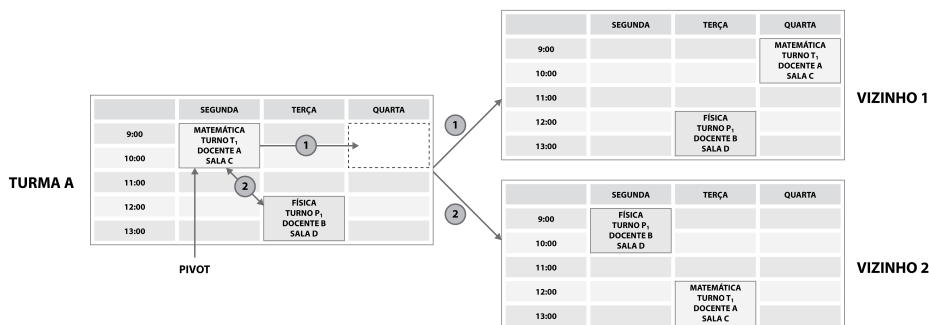 TURMA A
SEGUNDA TERÇA QUARTA
9:00
10:00
11:00
12:00
13:00
MATEMÁTICA
TURNO T₁
DOCENTE A
SALA C
1
2
FÍSICA
TURNO P₁
DOCENTE B
SALA D
PIVOT
1
2
SEGUNDA TERÇA QUARTA
9:00
10:00
11:00
12:00
13:00
MATEMÁTICA
TURNO T₁
DOCENTE A
SALA C
FÍSICA
TURNO P₁
DOCENTE B
SALA D
VIZINHO 1
SEGUNDA TERÇA QUARTA
9:00
10:00
11:00
12:00
13:00
FÍSICA
TURNO P₁
DOCENTE B
SALA D
MATEMÁTICA
TURNO T₁
DOCENTE A
SALA C
VIZINHO 2